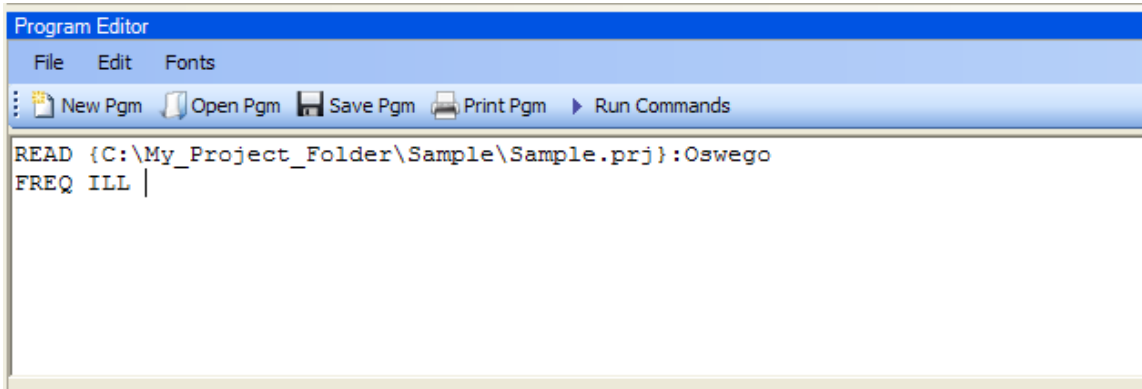 Program Editor
File Edit Fonts
New Pgm Open Pgm Save Pgm Print Pgm Run Commands
READ {C:\My_Project_Folder\Sample\Sample.prj}:Oswego
FREQ ILL